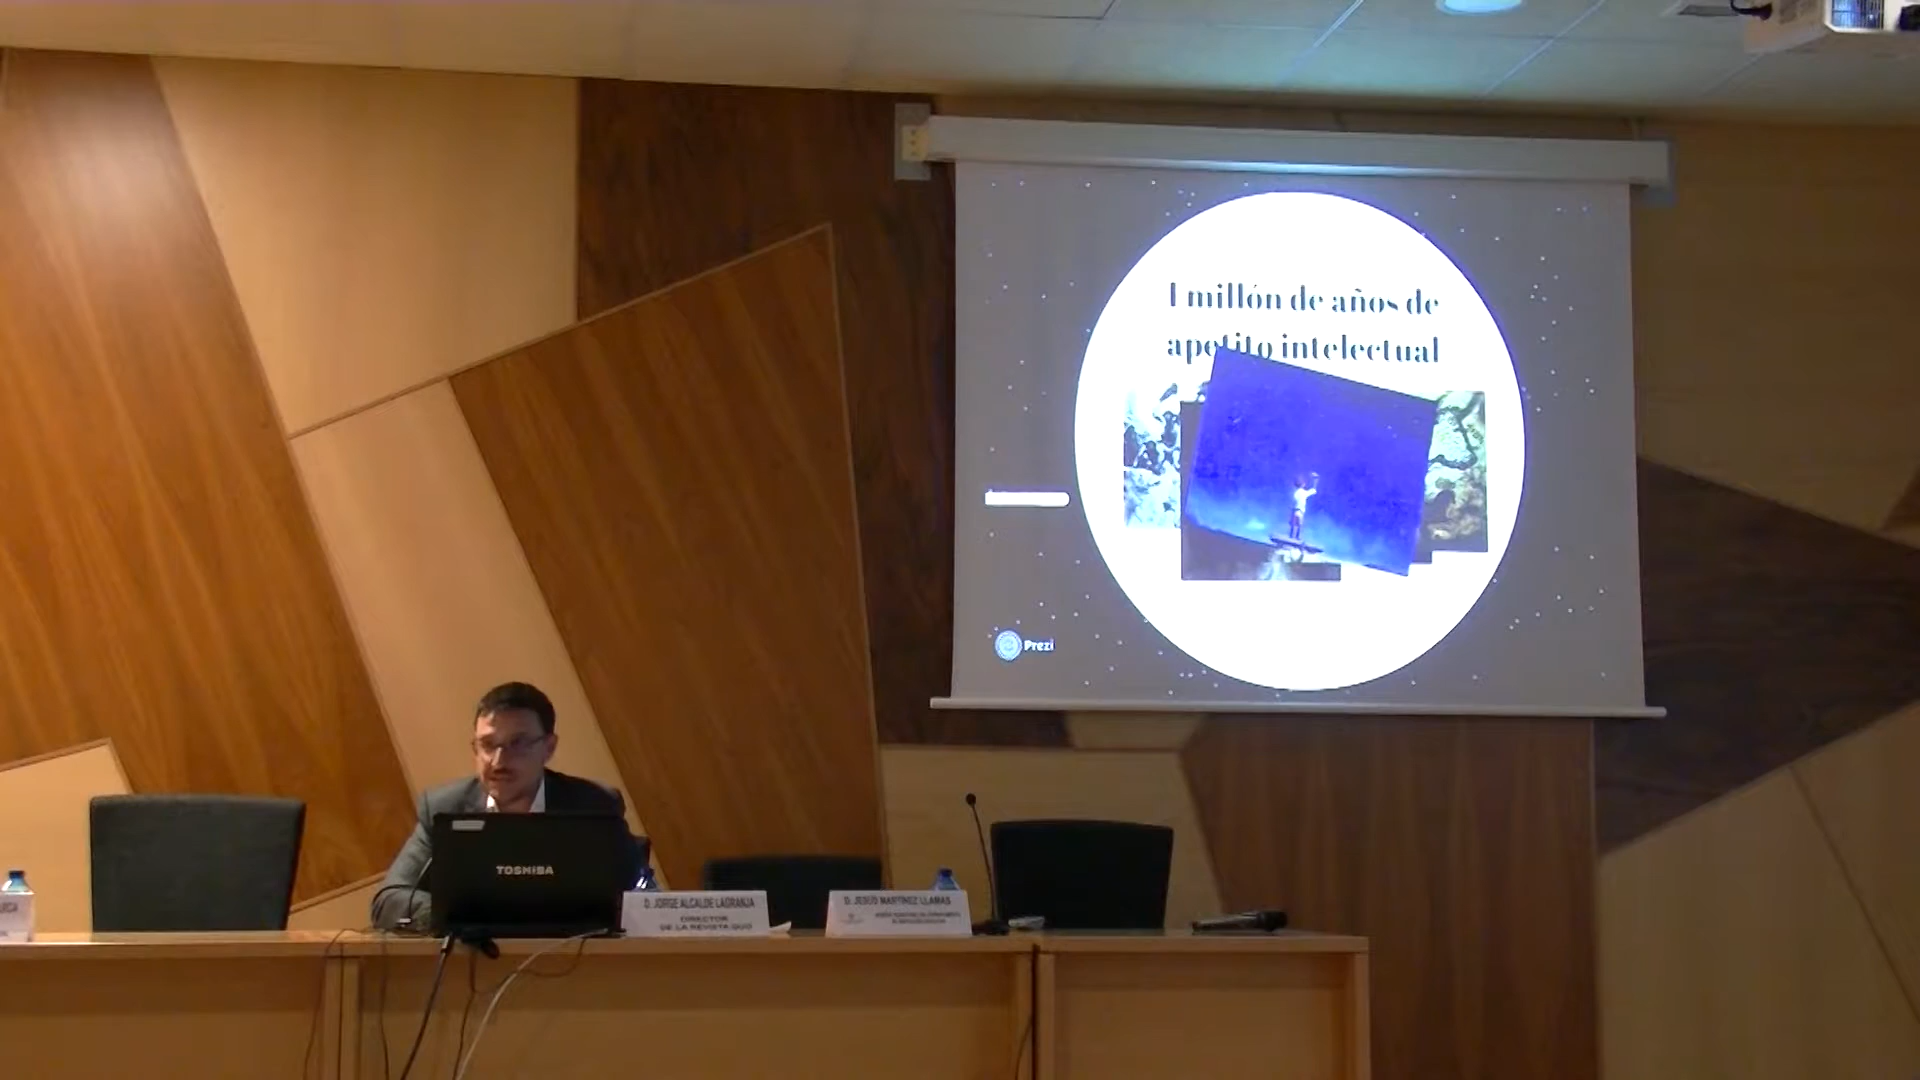 1 millón de años de
apetito intelectual
Prezi
TOSHIBA
D. JORGE ALCALDE LAGRANJA
DIRECTOR
DE LA REVISTA QUO
D. JESÚS MARTÍNEZ LLAMAS